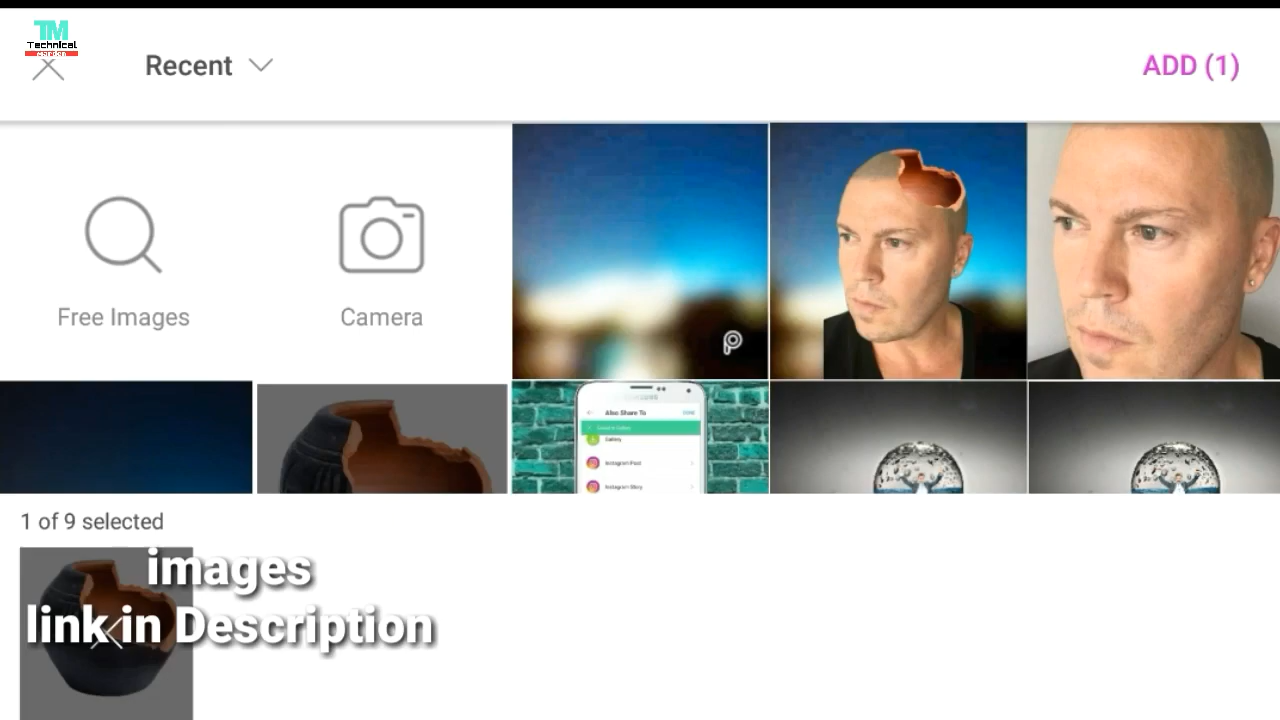 TM
Technical
Recent
ADD (1)
Free Images
Camera
Also Share To
Gallery
Instagram Post
Instagram Story
1 of 9 selected
images
link in Description